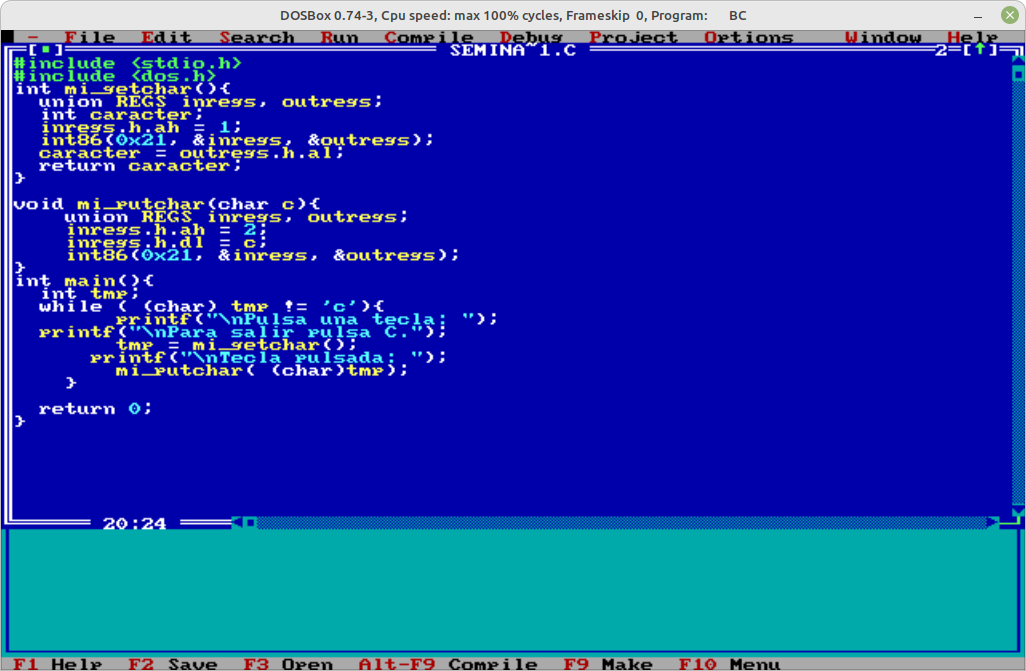 DOSBox 0.74-3, Cpu speed: max 100% cycles, Frameskip 0, Program: BC
File Edit Search Run Compile Debug Project Options Window Help
[■] SEMINA~1.C 2=[↑]
#include <stdio.h>
#include <dos.h>
int mi_getchar(){
union REGS inregs, outregs;
int caracter;
inregs.h.ah = 1;
int86(0x21, &inregs, &outregs);
caracter = outregs.h.al;
return caracter;
}
void mi_putchar(char c){
union REGS inregs, outregs;
inregs.h.ah = 2;
inregs.h.dl = c;
int86(0x21, &inregs, &outregs);
}
int main(){
int tmp;
while ( (char) tmp != 'c'){
printf("\nPulsa una tecla: ");
printf("\nPara salir pulsa C.");
tmp = mi_getchar();
printf("\nTecla pulsada: ");
mi_putchar( (char)tmp);
}
return 0;
}
20:24
F1 Help F2 Save F3 Open Alt-F9 Compile F9 Make F10 Menu